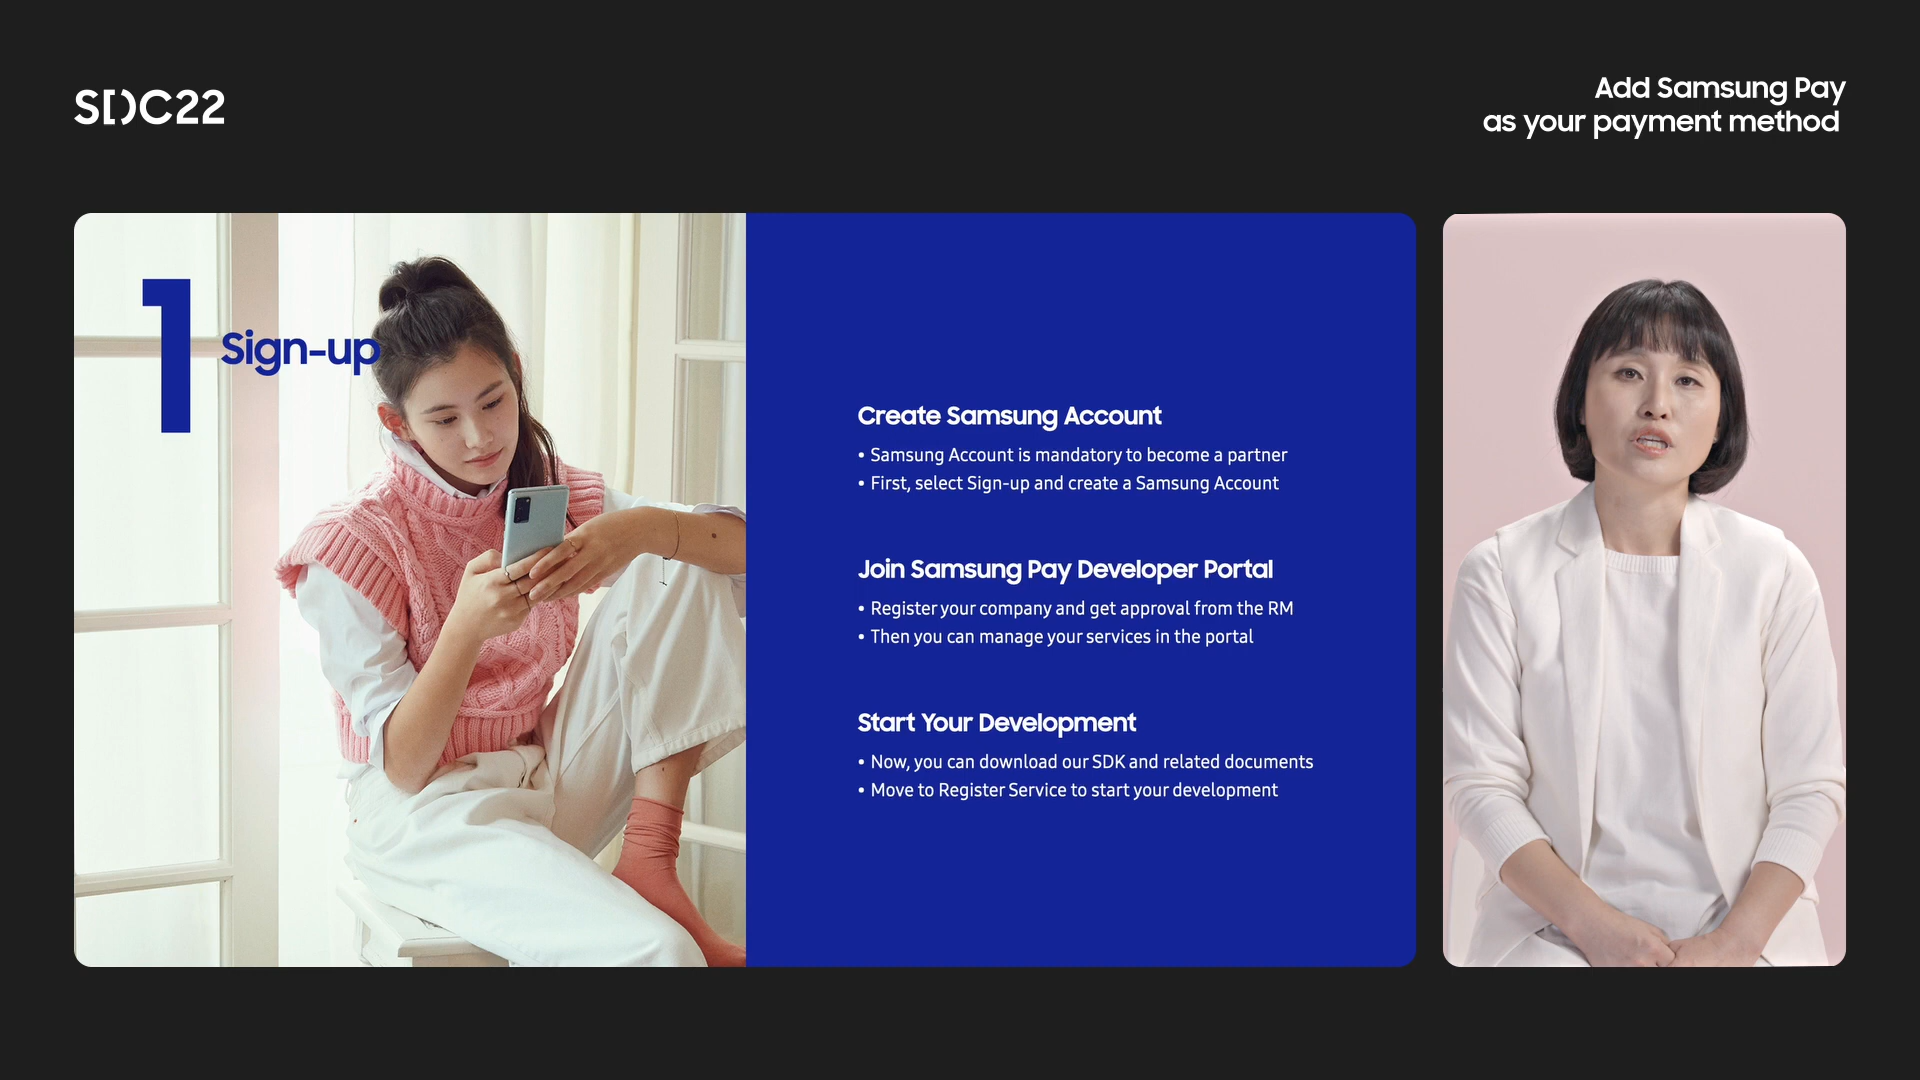 SDC22
Add Samsung Pay
as your payment method
1
Sign-up
Create Samsung Account
• Samsung Account is mandatory to become a partner
• First, select Sign-up and create a Samsung Account
Join Samsung Pay Developer Portal
• Register your company and get approval from the RM
• Then you can manage your services in the portal
Start Your Development
• Now, you can download our SDK and related documents
• Move to Register Service to start your development